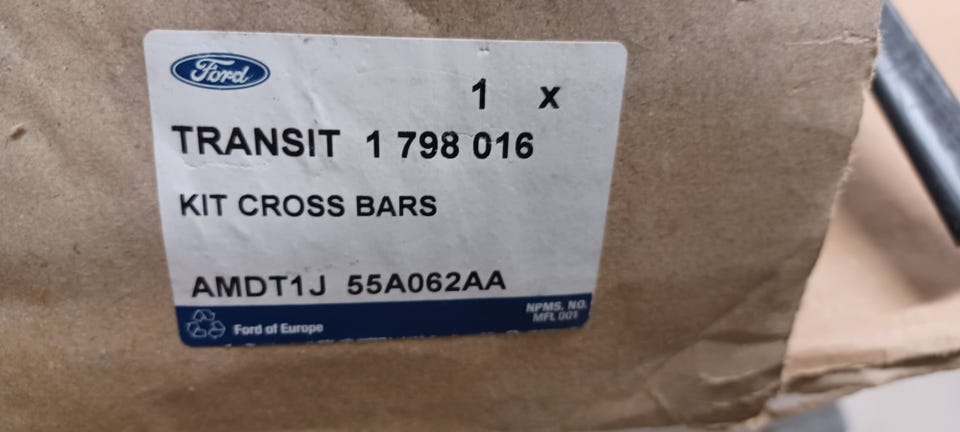 Ford
1 x
TRANSIT 1 798 016
KIT CROSS BARS
AMDT1J 55A062AA
NPMS. NO.
MFL 001
Ford of Europe